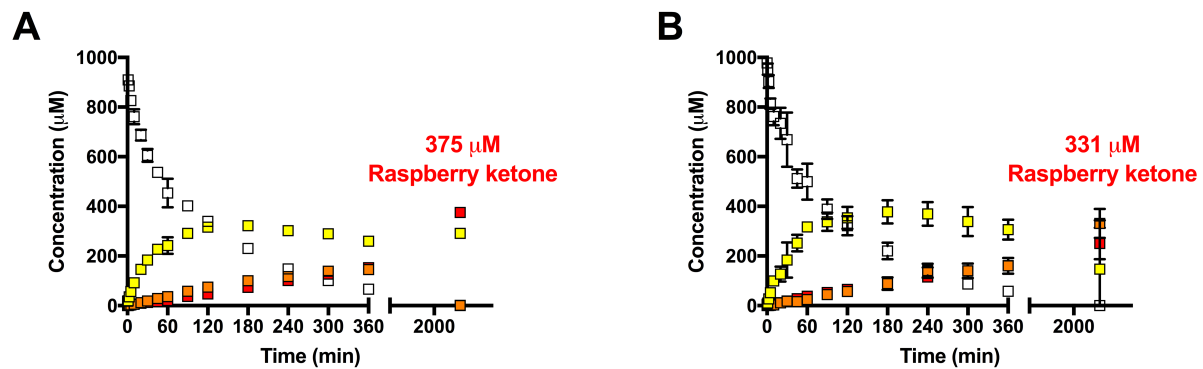 A
Concentration (μM)
1000
800
600
400
200
0
0 60 120 180 240 300 360 2000
Time (min)
375 μM
Raspberry ketone
B
Concentration (μM)
1000
800
600
400
200
0
0 60 120 180 240 300 360 2000
Time (min)
331 μM
Raspberry ketone